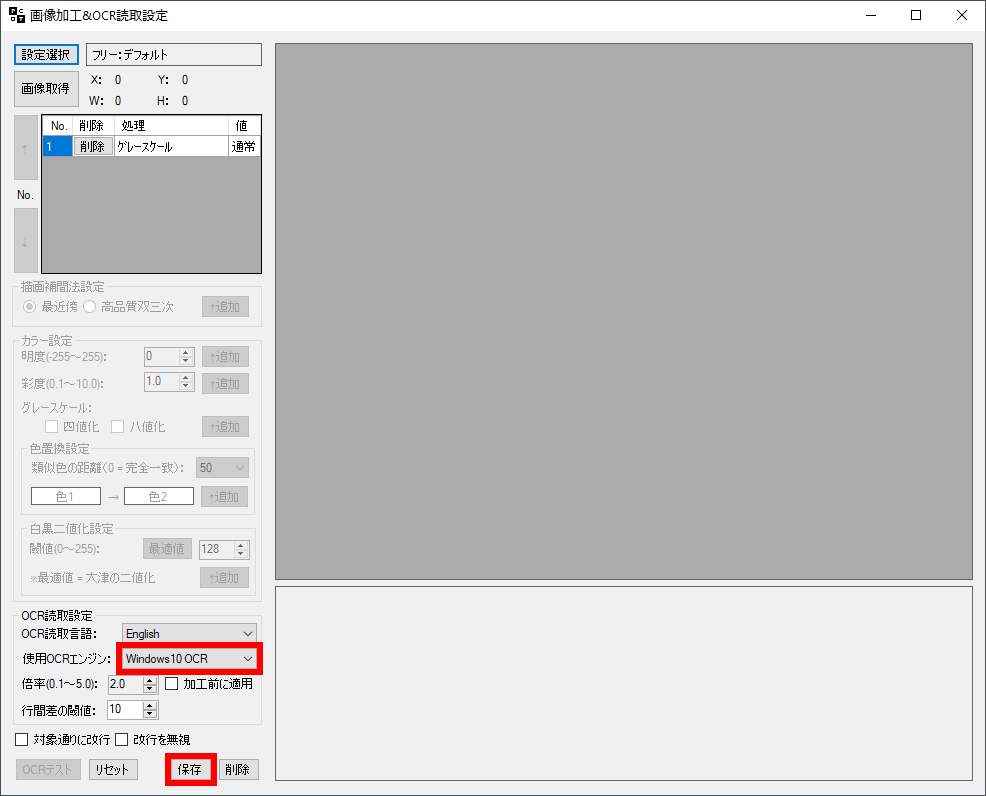 画像加工&OCR読取設定
設定選択 フリー:デフォルト
画像取得 X: 0 Y: 0
W: 0 H: 0
No. 削除 処理 値
1 削除 グレースケール 通常
↑
No.
↓
描画補間法設定
最近傍 高品質双三次 ↑追加
カラー設定
明度(-255～255): 0 ↑追加
彩度(0.1～10.0): 1.0 ↑追加
グレースケール:
四値化 八値化 ↑追加
色置換設定
類似色の距離(0 = 完全一致): 50
色1 → 色2 ↑追加
白黒二値化設定
閾値(0～255): 最適値 128
※最適値 = 大津の二値化 ↑追加
OCR読取設定
OCR読取言語: English
使用OCRエンジン: Windows10 OCR
倍率(0.1～5.0): 2.0 加工前に適用
行間差の閾値: 10
対象通りに改行 改行を無視
OCRテスト リセット 保存 削除